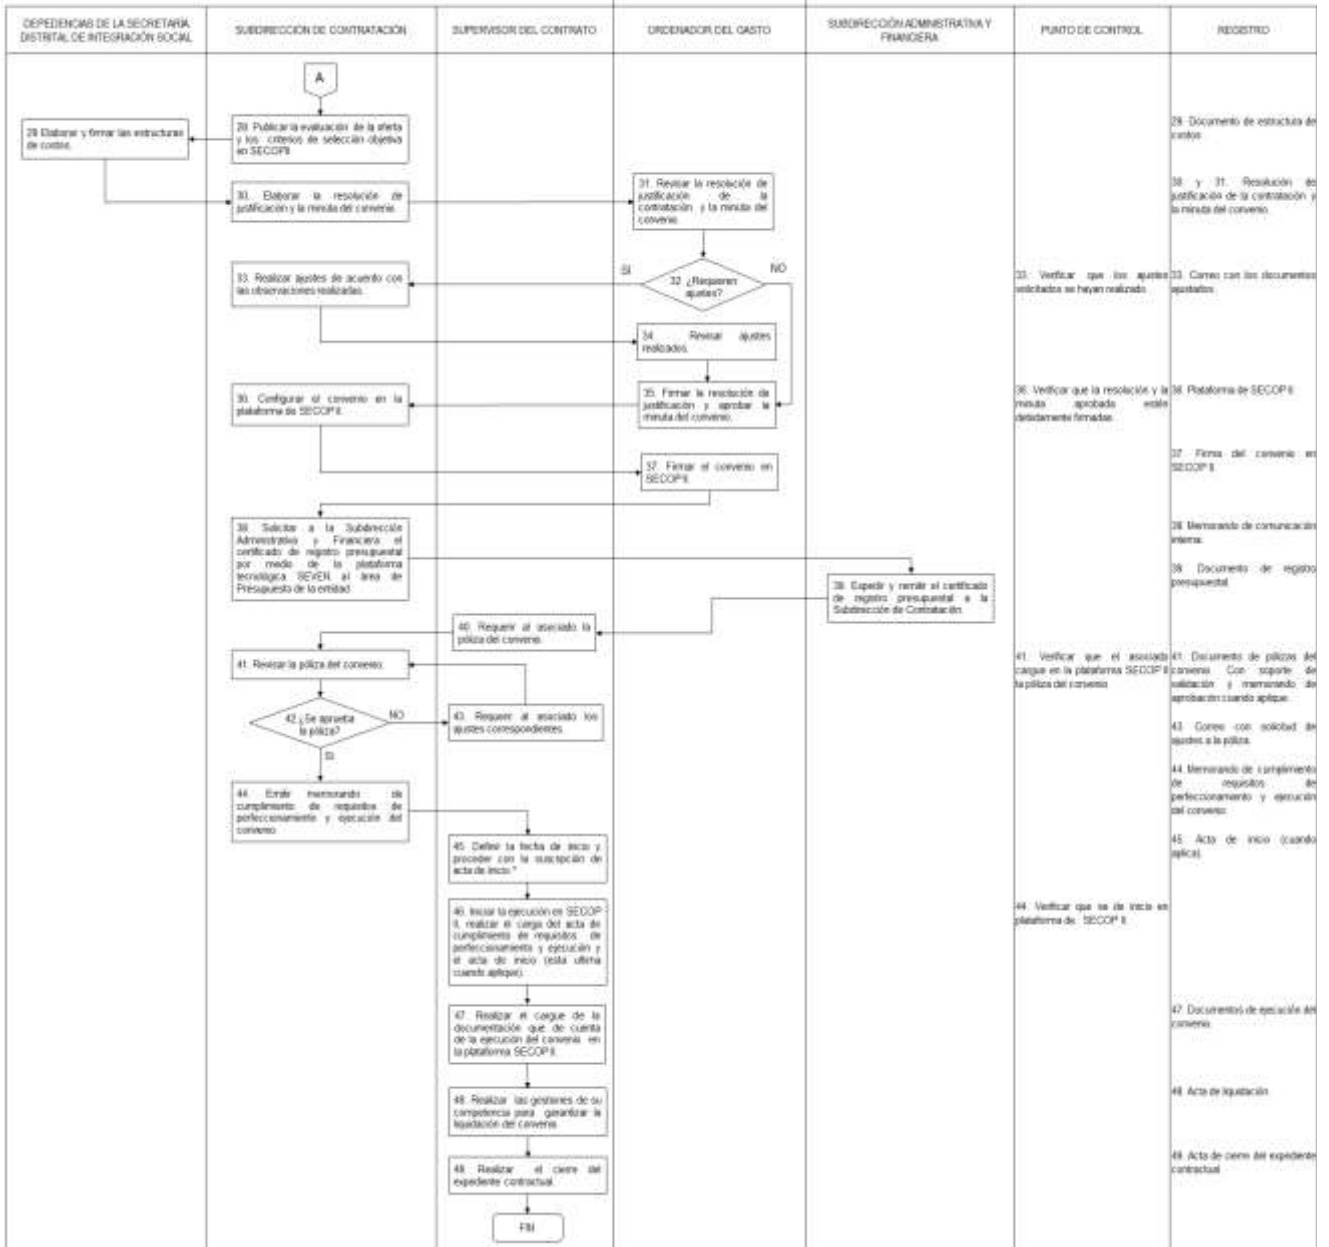 DEPEDENCIAS DE LA SECRETARÍA
DISTRITAL DE INTEGRACIÓN SOCIAL
SUBDIRECCIÓN DE CONTRATACIÓN
SUPERVISOR DEL CONTRATO
ORDENADOR DEL GASTO
SUBDIRECCIÓN ADMINISTRATIVA Y
FINANCIERA
PUNTO DE CONTROL
REGISTRO
A
29 Elaborar y firmar las estructuras
de costos.
28. Publicar la evaluación de la oferta
y los criterios de selección objetiva
en SECOP II
29. Documento de estructura de
costos
30. Elaborar la resolución de
justificación y la minuta del convenio.
31. Revisar la resolución de
justificación de la
contratación y la minuta del
convenio.
30 y 31. Resolución de
justificación de la contratación y
la minuta del convenio
33. Realizar ajustes de acuerdo con
las observaciones realizadas.
SI
32 ¿Requieren
ajustes?
NO
33. Verificar que los ajustes
solicitados se hayan realizado.
33. Correo con los documentos
ajustados
34. Revisar ajustes
realizados.
36. Configurar el convenio en la
plataforma de SECOP II.
35. Firmar la resolución de
justificación y aprobar la
minuta del convenio.
36. Verificar que la resolución y la
minuta aprobada estén
debidamente firmadas.
36. Plataforma de SECOP II
37. Firmar el convenio en
SECOP II.
37. Firma del convenio en
SECOP II.
38. Solicitar a la Subdirección
Administrativa y Financiera el
certificado de registro presupuestal
por medio de la plataforma
tecnológica SEVEN al área de
Presupuesto de la entidad
38 Memorando de comunicación
interna.
39. Expedir y remitir el certificado
de registro presupuestal a la
Subdirección de Contratación.
39. Documento de registro
presupuestal
40. Requerir al asociado la
póliza del convenio.
41. Revisar la póliza del convenio.
41. Verificar que el asociado
cargue en la plataforma SECOP II
la póliza del convenio
41. Documento de pólizas del
convenio Con soporte de
validación y memorando de
aprobación cuando aplique.
42 ¿Se aprueba
la póliza?
NO
SI
43. Requerir al asociado los
ajustes correspondientes.
43. Correo con solicitud de
ajustes a la póliza.
44. Emitir memorando de
cumplimiento de requisitos de
perfeccionamiento y ejecución del
convenio
44. Memorando de cumplimiento
de requisitos de
perfeccionamiento y ejecución
del convenio.
45. Definir la fecha de inicio y
proceder con la suscripción de
acta de inicio.*
45. Acta de inicio (cuando
aplica).
46. Iniciar la ejecución en SECOP
II, realizar el cargue del acta de
cumplimiento de requisitos de
perfeccionamiento y ejecución y
el acta de inicio (esta ultima
cuando aplique).
44. Verificar que se de inicio en
plataforma de SECOP II.
47. Realizar el cargue de la
documentación que de cuenta
de la ejecución del convenio en
la plataforma SECOP II.
47. Documentos de ejecución del
convenio.
48. Realizar las gestiones de su
competencia para garantizar la
liquidación del convenio
48. Acta de liquidación
49. Realizar el cierre del
expediente contractual.
49. Acta de cierre del expediente
contractual
FIN